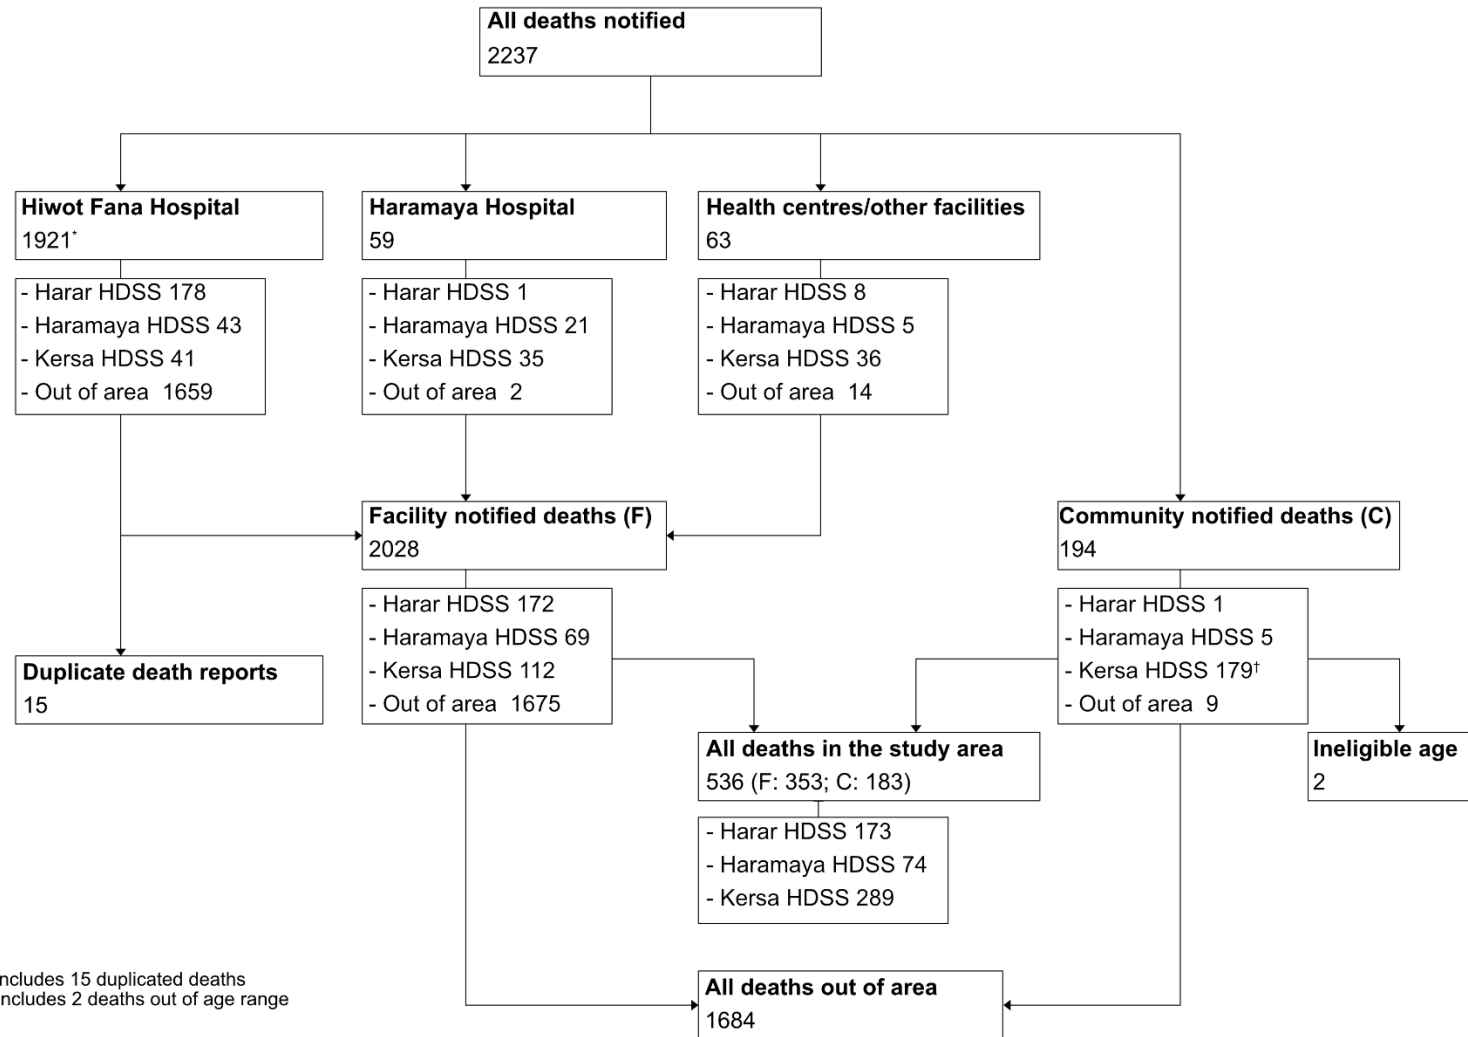 All deaths notified
2237
Hiwot Fana Hospital
1921*
- Harar HDSS 178
- Haramaya HDSS 43
- Kersa HDSS 41
- Out of area 1659
Haramaya Hospital
59
- Harar HDSS 1
- Haramaya HDSS 21
- Kersa HDSS 35
- Out of area 2
Health centres/other facilities
63
- Harar HDSS 8
- Haramaya HDSS 5
- Kersa HDSS 36
- Out of area 14
Facility notified deaths (F)
2028
- Harar HDSS 172
- Haramaya HDSS 69
- Kersa HDSS 112
- Out of area 1675
Community notified deaths (C)
194
- Harar HDSS 1
- Haramaya HDSS 5
- Kersa HDSS 179†
- Out of area 9
Duplicate death reports
15
All deaths in the study area
536 (F: 353; C: 183)
- Harar HDSS 173
- Haramaya HDSS 74
- Kersa HDSS 289
Ineligible age
2
All deaths out of area
1684
ncludes 15 duplicated deaths
ncludes 2 deaths out of age range